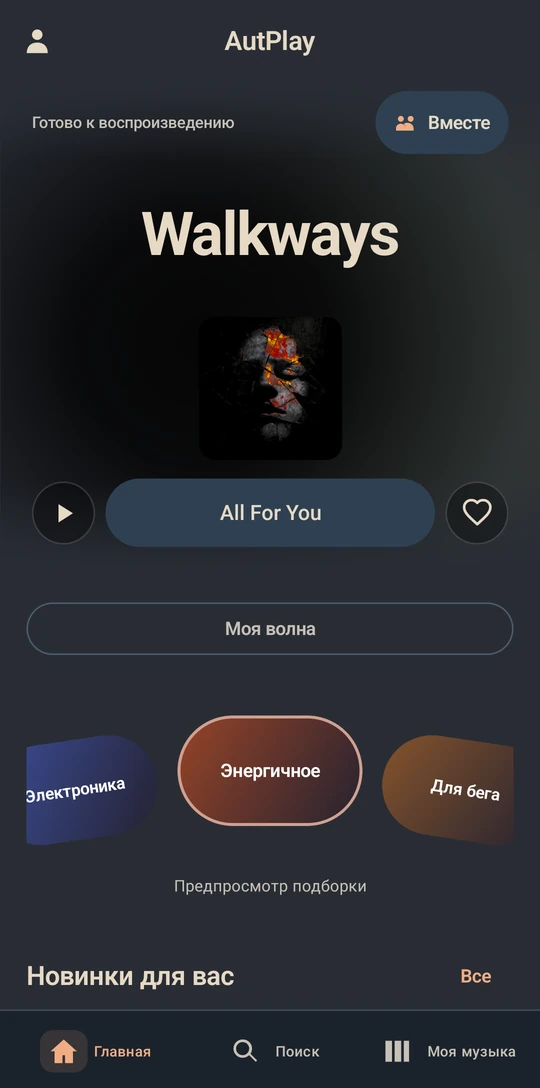 AutPlay
Готово к воспроизведению
Вместе
Walkways
All For You
Моя волна
Электроника
Энергичное
Для бега
Предпросмотр подборки
Новинки для вас
Все
Главная
Поиск
Моя музыка